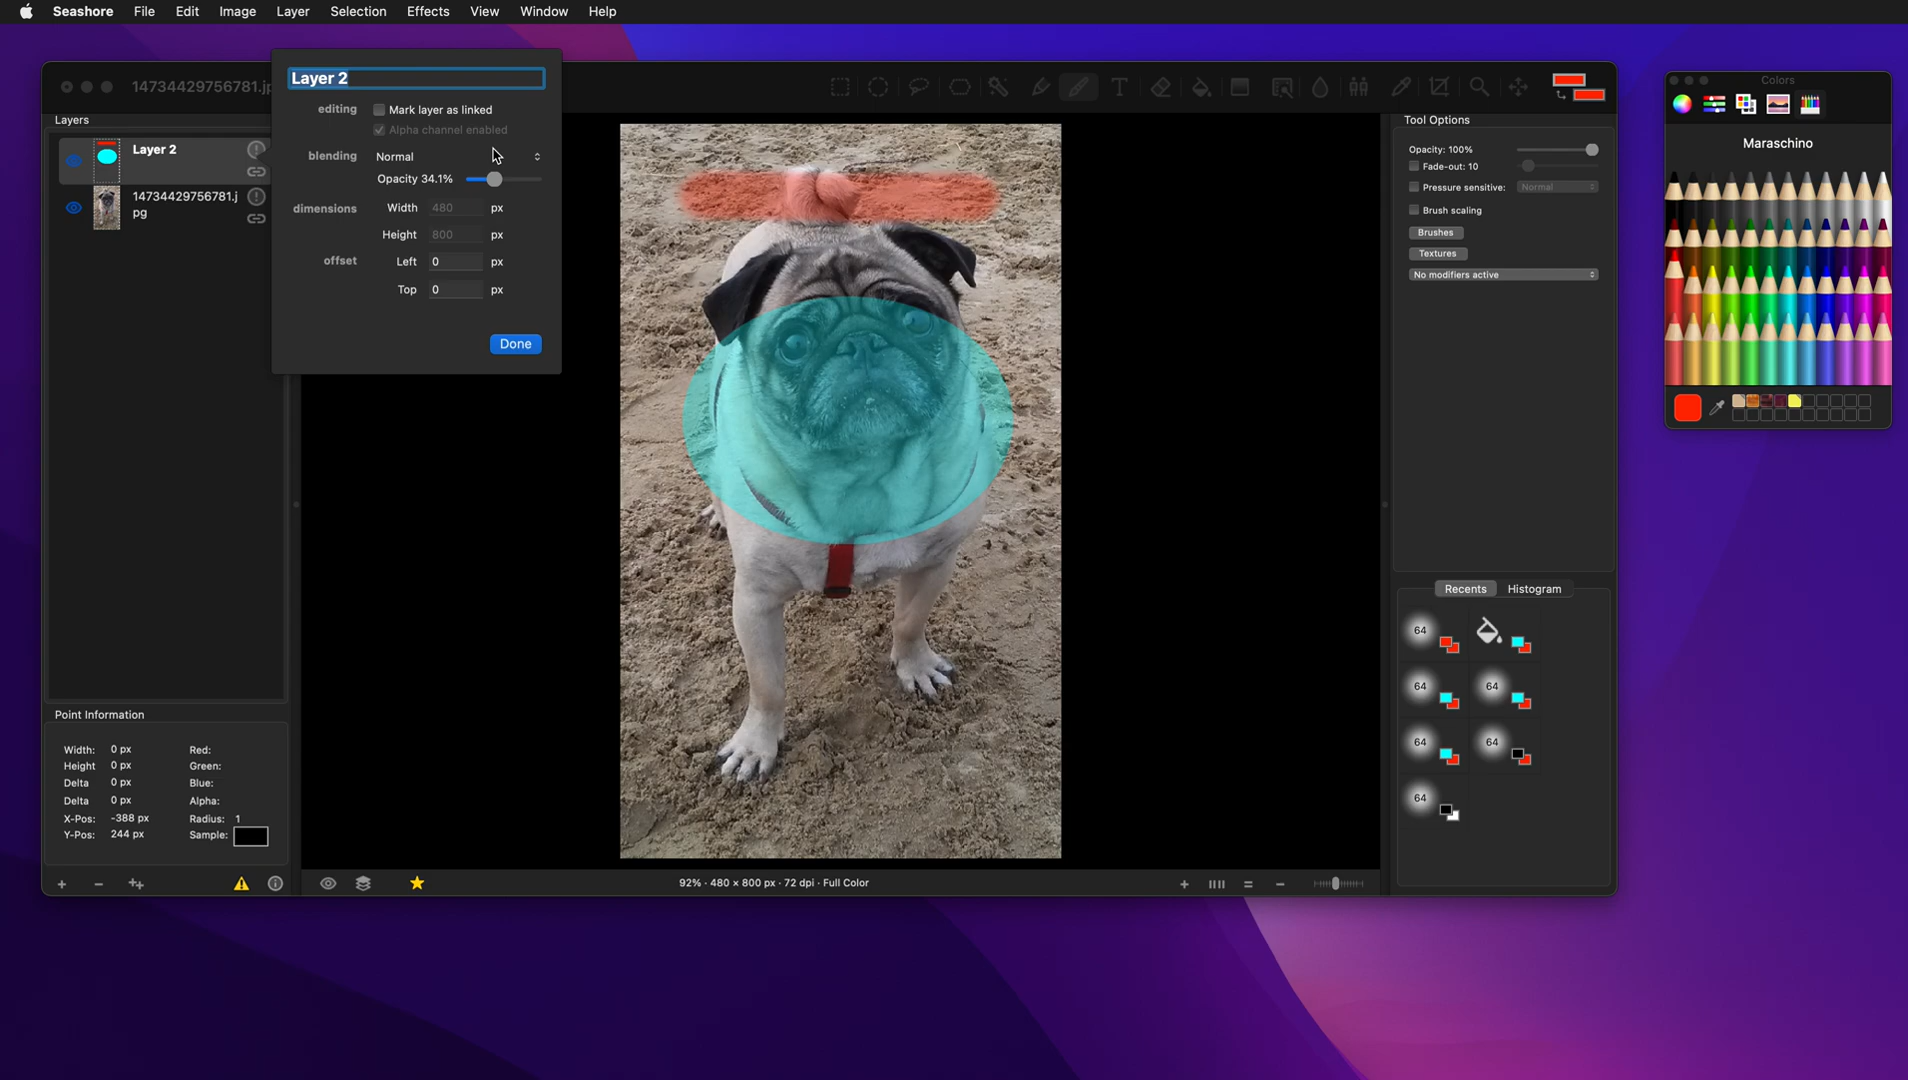 Seashore File Edit Image Layer Selection Effects View Window Help
14734429756781.jp
Layers
Layer 2
14734429756781.j
pg
Layer 2
editing Mark layer as linked
Alpha channel enabled
blending Normal
Opacity 34.1%
dimensions Width 480 px
Height 800 px
offset Left 0 px
Top 0 px
Done
Point Information
Width: 0 px Red:
Height 0 px Green:
Delta 0 px Blue:
Delta 0 px Alpha:
X-Pos: -388 px Radius: 1
Y-Pos: 244 px Sample:
92% · 480 × 800 px · 72 dpi · Full Color
Tool Options
Opacity: 100%
Fade-out: 10
Pressure sensitive: Normal
Brush scaling
Brushes
Textures
No modifiers active
Recents Histogram
64
64 64
64 64
64
Colors
Maraschino